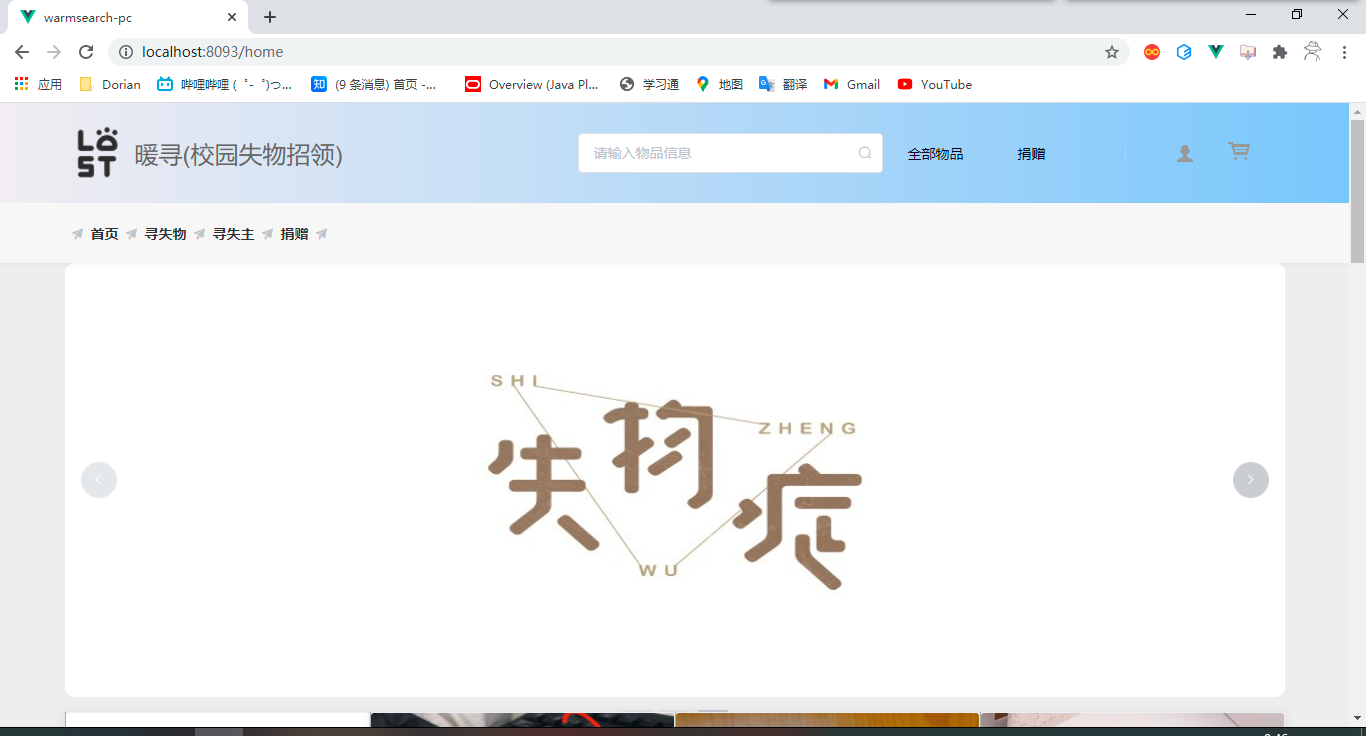 warmsearch-pc
localhost:8093/home
应用 Dorian 哔哩哔哩 ( ゜- ゜)つ... 知 (9 条消息) 首页 -... Overview (Java Pl... 学习通 地图 翻译 Gmail YouTube
LOST 暖寻(校园失物招领) 请输入物品信息 全部物品 捐赠
首页 寻失物 寻失主 捐赠
SHI
失物症
ZHENG
WU